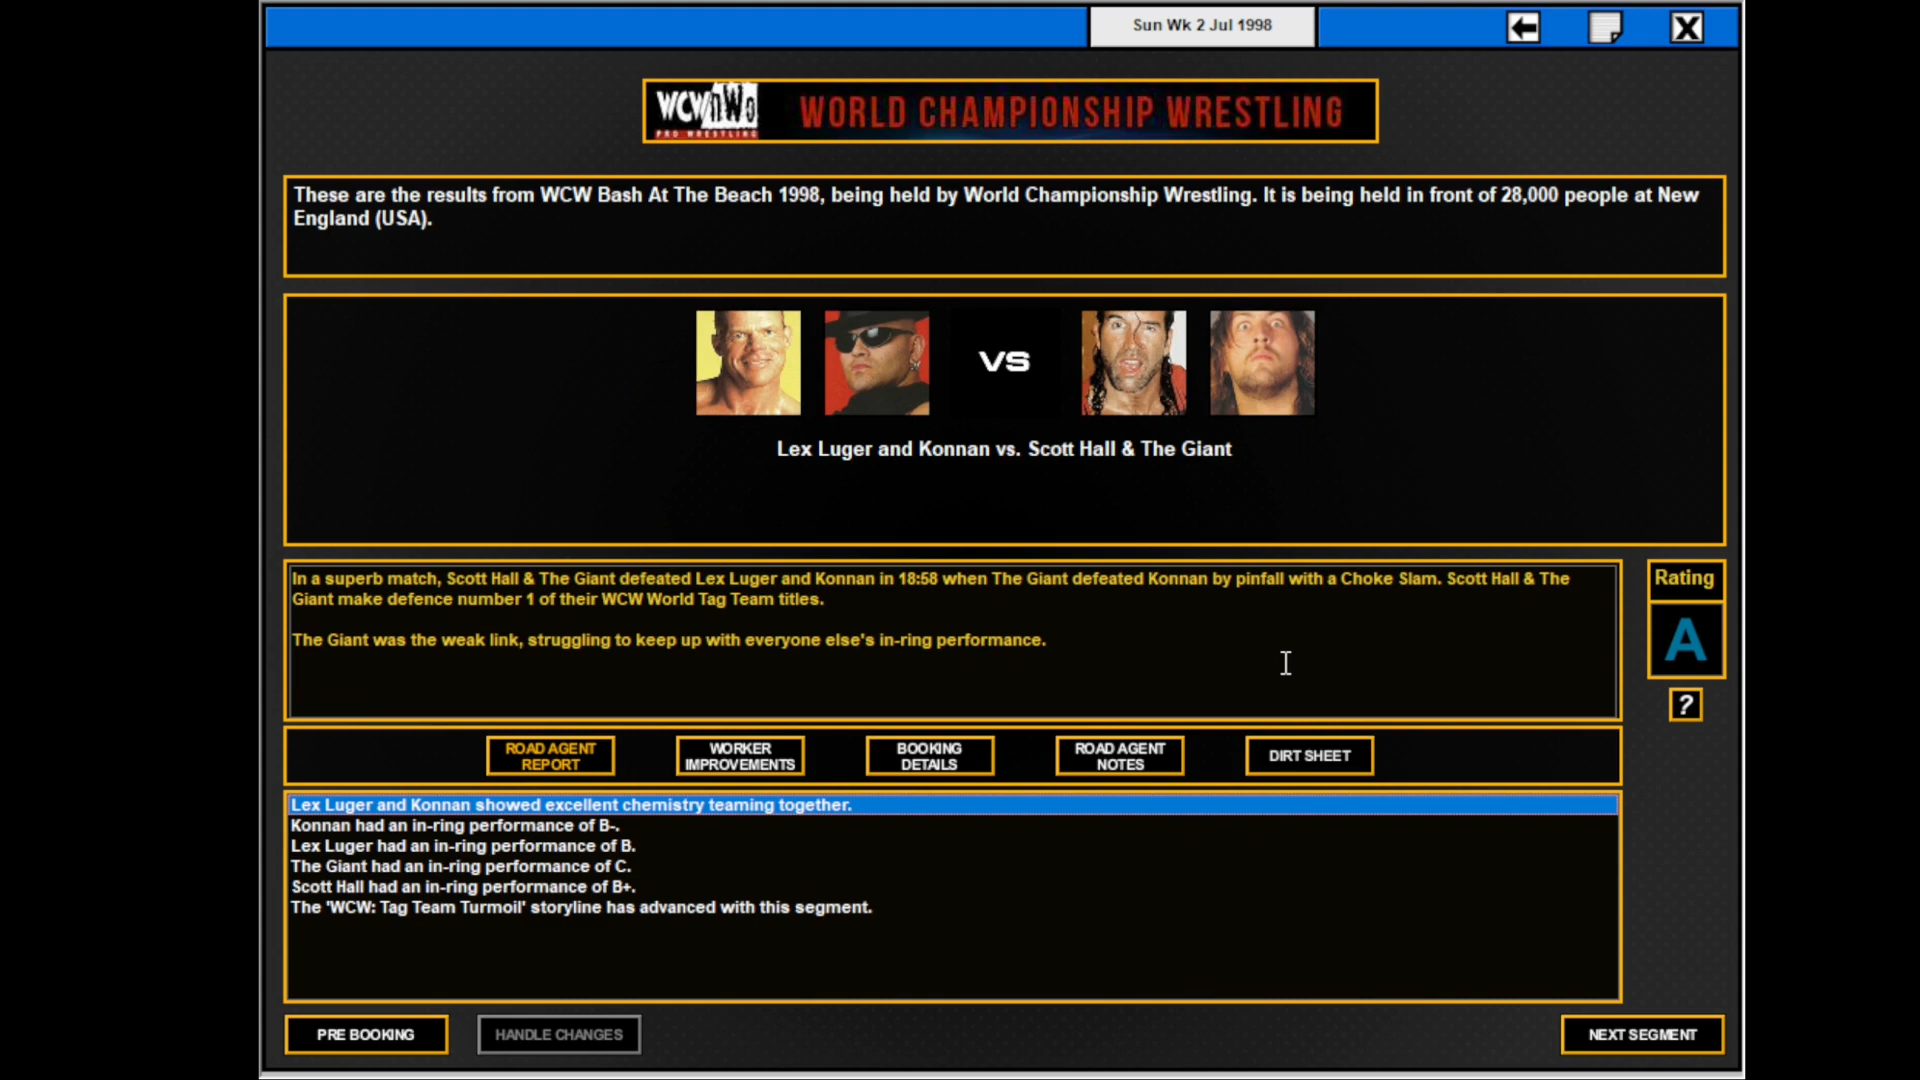 Sun Wk 2 Jul 1998
X
WCW nWo
PRO WRESTLING
WORLD CHAMPIONSHIP WRESTLING
These are the results from WCW Bash At The Beach 1998, being held by World Championship Wrestling. It is being held in front of 28,000 people at New
England (USA).
VS
Lex Luger and Konnan vs. Scott Hall & The Giant
In a superb match, Scott Hall & The Giant defeated Lex Luger and Konnan in 18:58 when The Giant defeated Konnan by pinfall with a Choke Slam. Scott Hall & The
Giant make defence number 1 of their WCW World Tag Team titles.
The Giant was the weak link, struggling to keep up with everyone else's in-ring performance.
Rating
A
?
ROAD AGENT
REPORT
WORKER
IMPROVEMENTS
BOOKING
DETAILS
ROAD AGENT
NOTES
DIRT SHEET
Lex Luger and Konnan showed excellent chemistry teaming together.
Konnan had an in-ring performance of B-.
Lex Luger had an in-ring performance of B.
The Giant had an in-ring performance of C.
Scott Hall had an in-ring performance of B+.
The 'WCW: Tag Team Turmoil' storyline has advanced with this segment.
PRE BOOKING
HANDLE CHANGES
NEXT SEGMENT